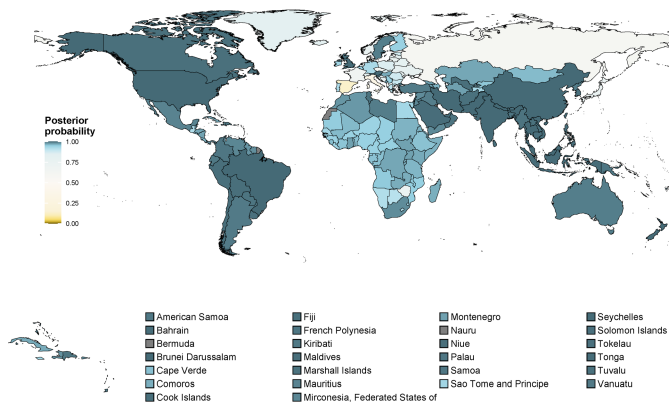 Posterior
probability
1.00
0.75
0.50
0.25
0.00
American Samoa
Bahrain
Bermuda
Brunei Darussalam
Cape Verde
Comoros
Cook Islands
Fiji
French Polynesia
Kiribati
Maldives
Marshall Islands
Mauritius
Mirconesia, Federated States of
Montenegro
Nauru
Niue
Palau
Samoa
Sao Tome and Principe
Seychelles
Solomon Islands
Tokelau
Tonga
Tuvalu
Vanuatu